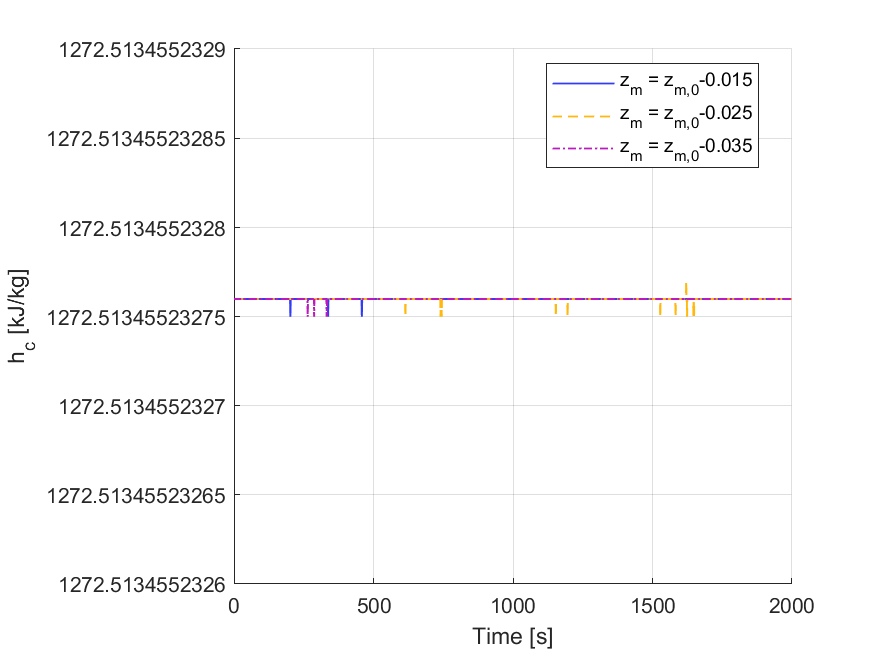 1272.5134552329
1272.51345523285
1272.5134552328
1272.51345523275
1272.5134552327
1272.51345523265
1272.5134552326
h_c [kJ/kg]
z_m = z_m,0-0.015
z_m = z_m,0-0.025
z_m = z_m,0-0.035
0 500 1000 1500 2000
Time [s]